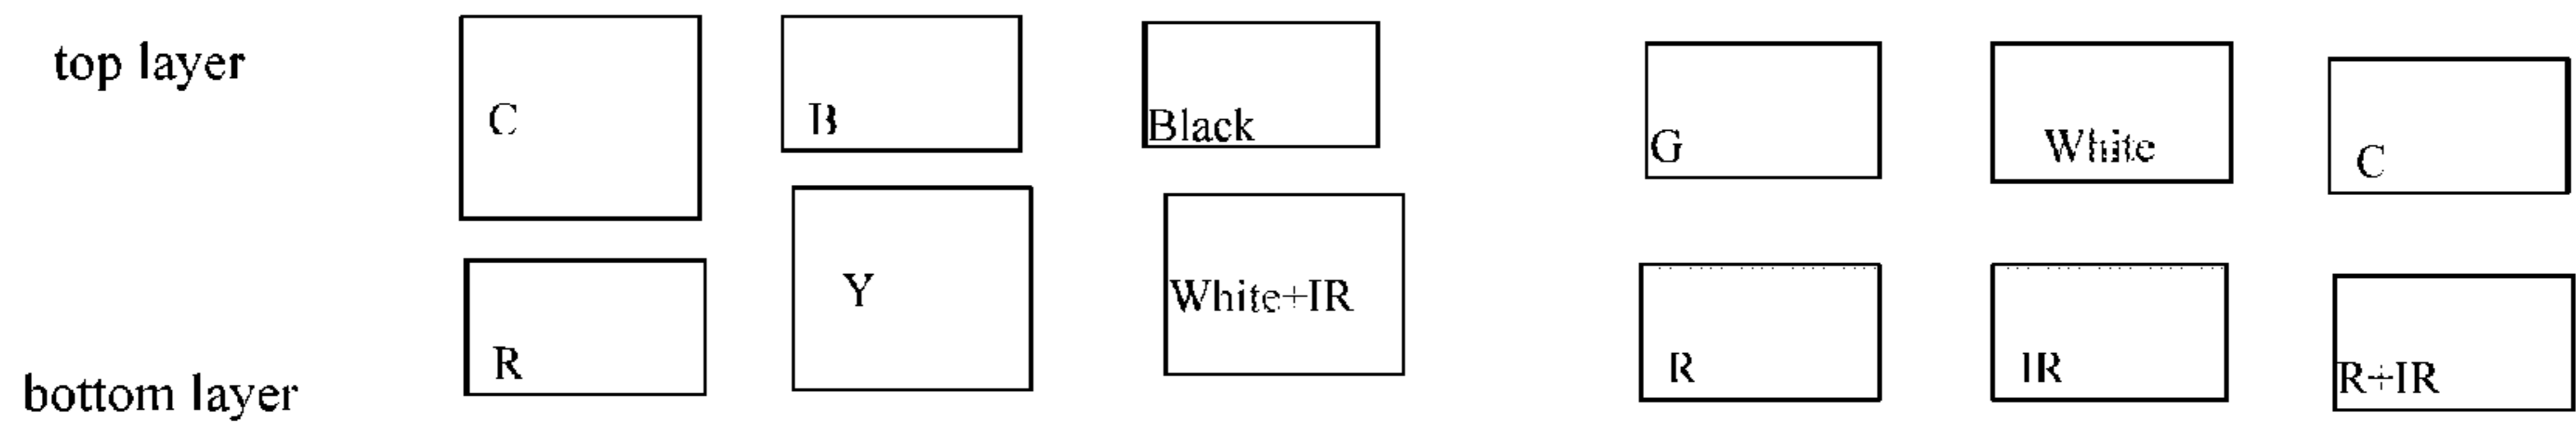 top layer
C
B
Black
G
White
C
R
Y
White+IR
R
IR
R+IR
bottom layer